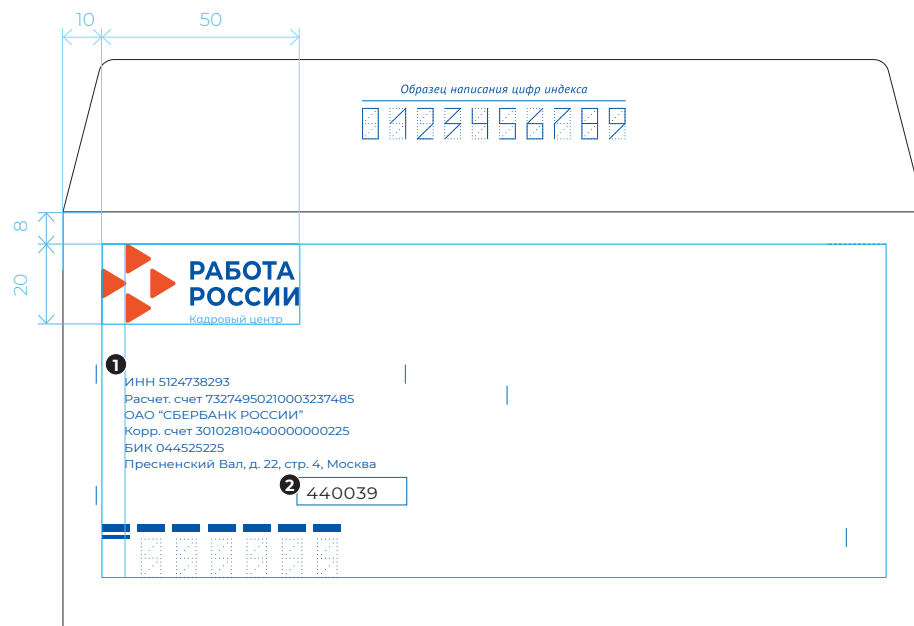 10
50
Образец написания цифр индекса
0123456789
8
20
РАБОТА
РОССИИ
Кадровый центр
1
ИНН 5124738293
Расчет. счет 73274950210003237485
ОАО “СБЕРБАНК РОССИИ”
Корр. счет 30102810400000000225
БИК 044525225
Пресненский Вал, д. 22, стр. 4, Москва
2
440039